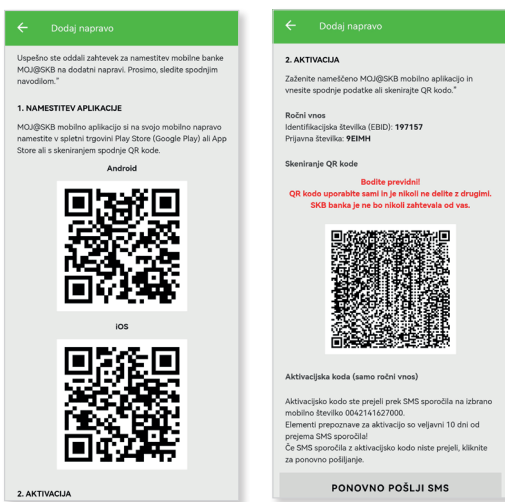 Dodaj napravo
Uspešno ste oddali zahtevek za namestitev mobilne banke
MOJ@SKB na dodatni napravi. Prosimo, sledite spodnjim
navodilom."
1. NAMESTITEV APLIKACIJE
MOJ@SKB mobilno aplikacijo si na svojo mobilno napravo
namestite v spletni trgovini Play Store (Google Play) ali App
Store ali s skeniranjem spodnje QR kode.
Android
iOS
2. AKTIVACIJA
Dodaj napravo
2. AKTIVACIJA
Zaženite nameščeno MOJ@SKB mobilno aplikacijo in
vnesite spodnje podatke ali skenirajte QR kodo."
Ročni vnos
Identifikacijska številka (EBID): 197157
Prijavna številka: 9EIMH
Skeniranje QR kode
Bodite previdni!
QR kodo uporabite sami in je nikoli ne delite z drugimi.
SKB banka je ne bo nikoli zahtevala od vas.
Aktivacijska koda (samo ročni vnos)
Aktivacijsko kodo ste prejeli prek SMS sporočila na izbrano
mobilno številko 0042141627000.
Elementi prepoznave za aktivacijo so veljavni 10 dni od
prejema SMS sporočila!
Če SMS sporočila z aktivacijsko kodo niste prejeli, kliknite
za ponovno pošiljanje.
PONOVNO POŠLJI SMS